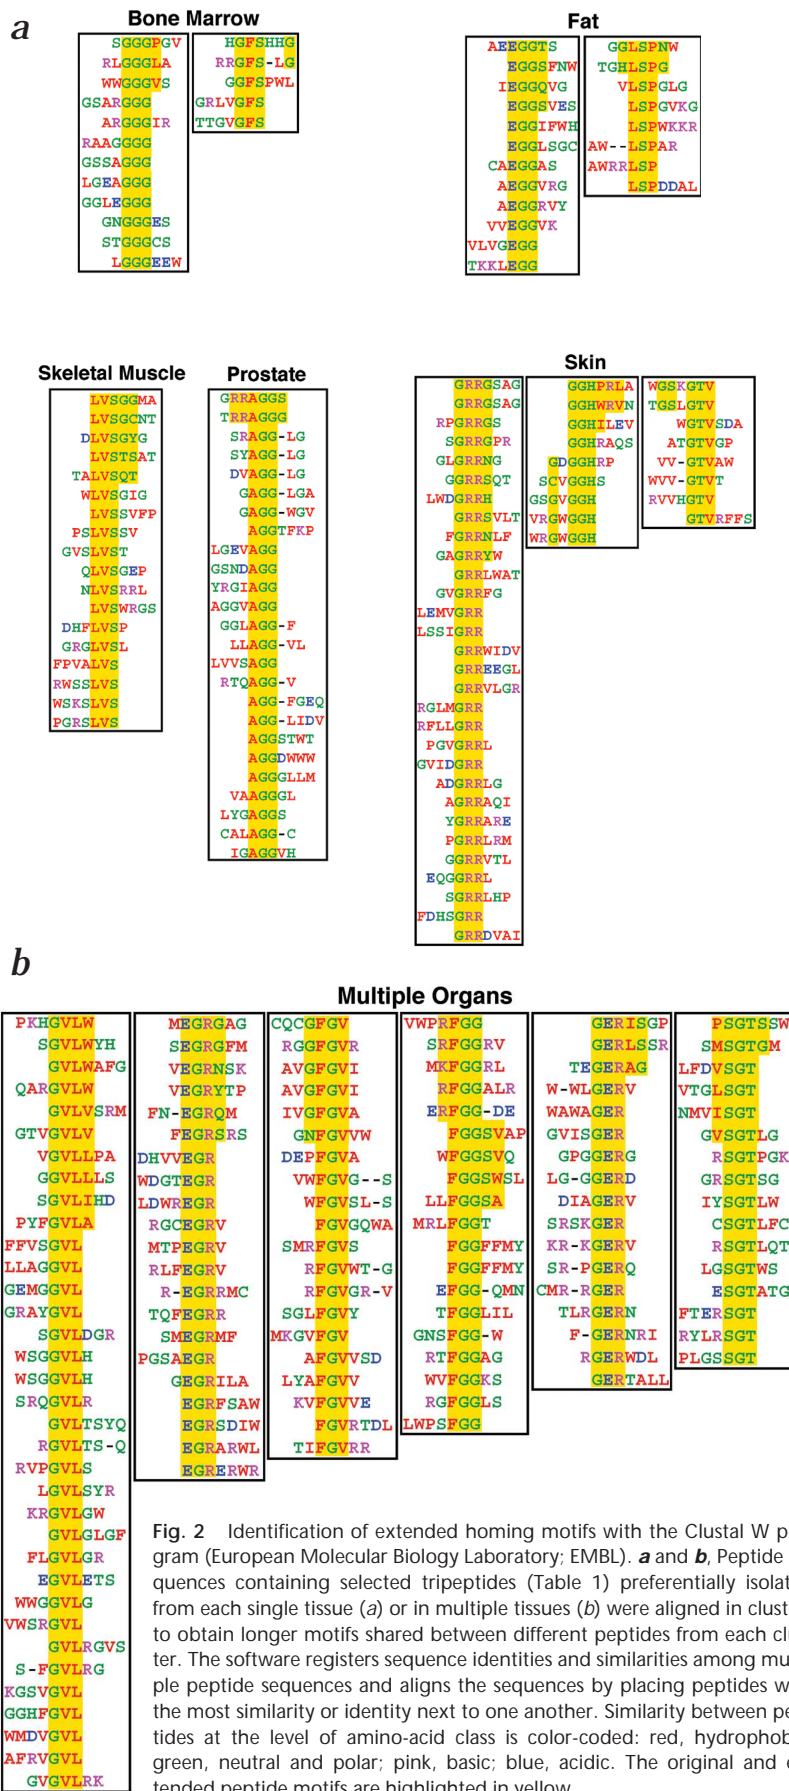 a
Bone Marrow
SGGGPGV
RLGGGLA
WWGGGVS
GSARGGG
ARGGGIR
RAAGGGG
GSSAGGG
LGEAGGG
GGLEGGG
GNGGGES
STGGGCS
LGGGEEW
HGFSHHG
RRGFS-LG
GGFSPWL
GRLVGFS
TTGVGFS
Fat
AEEGGTS
EGGSFNW
IEGGQVG
EGGSVES
EGGIFWH
EGGLSGC
CAEGGAS
AEGGVRG
AEGGRVY
VVEGGVK
VLVGEGG
TKKLEGG
GGLSPNW
TGHLSPG
VLSPGLG
LSPGVKG
LSPWKKR
AW--LSPAR
AWRRLSP
LSPDDAL
Skeletal Muscle
LVSGGMA
LVSGCNT
DLVSGYG
LVSTSAT
TALVSQT
WLVSGIG
LVSSVFP
PSLVSSV
GVSLVST
QLVSGEP
NLVSRRL
LVSWRGS
DHFLVSP
GRGLVSL
FPVALVS
RWSSLVS
WSKSLVS
PGRSLVS
Prostate
GRRAGGS
TRRAGGG
SRAGG-LG
SYAGG-LG
DVAGG-LG
GAGG-LGA
GAGG-WGV
AGGTFKP
LGEVAGG
GSNDAGG
YRGIAGG
AGGVAGG
GGLAGG-F
LLAGG-VL
LVVSAGG
RTQAGG-V
AGG-FGEQ
AGG-LIDV
AGGSTWT
AGGDWWW
AGGGLLM
VAAGGGL
LYGAGGS
CALAGG-C
IGAGGVH
Skin
GRRGSAG
GRRGSAG
RPGRRGS
SGRRGPR
GLGRRNG
GRRSQT
LWDGRRH
GRRSVLT
FGRRNLF
GAGRRYW
GRRLWAT
GVGRRFG
LEMVGRR
LSSIGRR
GRRWIDV
GRREEGL
GRRVLGR
RGLMGRR
RFLLGRR
PGVGRRL
GVIDGRR
ADGRRLG
AGRRAQI
YGRRARE
PGRRLRM
GGRRVTL
EQGGRRL
SGRRLHP
FDHSGRR
GRRDVAI
GGHPRLA
GGHWRVN
GGHILEV
GGHRAQS
GDGGHRP
SCVGGHS
GSGVGGH
VRGWGGH
WRGWGGH
WGSKGTV
TGSLGTV
WGTVSDA
ATGTVGP
VV-GTVAW
WVV-GTVT
RVVHGTV
GTVRFFS
b
Multiple Organs
PKHGVLW
SGVLWYH
GVLWAFG
QARGVLW
GVLVSRM
GTVGVLV
VGVLLPA
GGVLLLS
SGVLIHD
PYFGVLA
FFVSGVL
LLAGGVL
GEMGGVL
GRAYGVL
SGVLDGR
WSGGVLH
WSGGVLH
SRQGVLR
GVLTSYQ
RGVLTS-Q
RVPGVLS
LGVLSYR
KRGVLGW
GVLGLGF
FLGVLGR
EGVLETS
WWGGVLG
VWSRGVL
GVLRGVS
S-FGVLRG
KGSVGVL
GGHFGVL
WMDVGVL
AFRVGVL
GVGVLRK
MEGRGAG
SEGRGFM
VEGRNSK
VEGRYTP
FN-EGRQM
FEGRSRS
DHVVEGR
WDGTEGR
LDWREGR
RGCEGRV
MTPEGRV
RLFEGRV
R-EGRRMC
TQFEGRR
SMEGRMF
PGSAEGR
GEGRILA
EGRFSAW
EGRSDIW
EGRARWL
EGRERWR
CQCGFGV
RGGFGVR
AVGFGVI
AVGFGVI
IVGFGVA
GNFGVVW
DEPFGVA
VWFGVG--S
WFGVSL-S
FGVGQWA
SMRFGVS
RFGVWT-G
RFGVGR-V
SGLFGVY
MKGVFGV
AFGVVSD
LYAFGVV
KVFGVVE
FGVRTDL
TIFGVRR
VWPRFGG
SRFGGRV
MKFGGRL
RFGGALR
ERFGG-DE
FGGSVAP
WFGGSVQ
FGGSWSL
LLFGGSA
MRLFGGT
FGGFFMY
FGGFFMY
EFGG-QMN
TFGGLIL
GNSFGG-W
RTFGGAG
WVFGGKS
RGFGGLS
LWPSFGG
GERISGP
GERLSSR
TEGERAG
W-WLGERV
WAWAGER
GVISGER
GPGGERG
LG-GGERD
DIAGERV
SRSKGER
KR-KGERV
SR-PGERQ
CMR-RGER
TLRGERN
F-GERNRI
RGERWDL
GERTALL
PSGTSSW
SMSGTGM
LFDVSGT
VTGLSGT
NMVISGT
GVSGTLG
RSGTPGK
GRSGTSG
IYSGTLW
CSGTLFC
RSGTLQT
LGSGTWS
ESGTATG
FTERSGT
RYLRSGT
PLGSSGT
Fig. 2 Identification of extended homing motifs with the Clustal W p
gram (European Molecular Biology Laboratory; EMBL). a and b, Peptide
quences containing selected tripeptides (Table 1) preferentially isolat
from each single tissue (a) or in multiple tissues (b) were aligned in clust
to obtain longer motifs shared between different peptides from each clu
ter. The software registers sequence identities and similarities among mu
ple peptide sequences and aligns the sequences by placing peptides w
the most similarity or identity next to one another. Similarity between pe
tides at the level of amino-acid class is color-coded: red, hydrophob
green, neutral and polar; pink, basic; blue, acidic. The original and e
tended peptide motifs are highlighted in yellow.